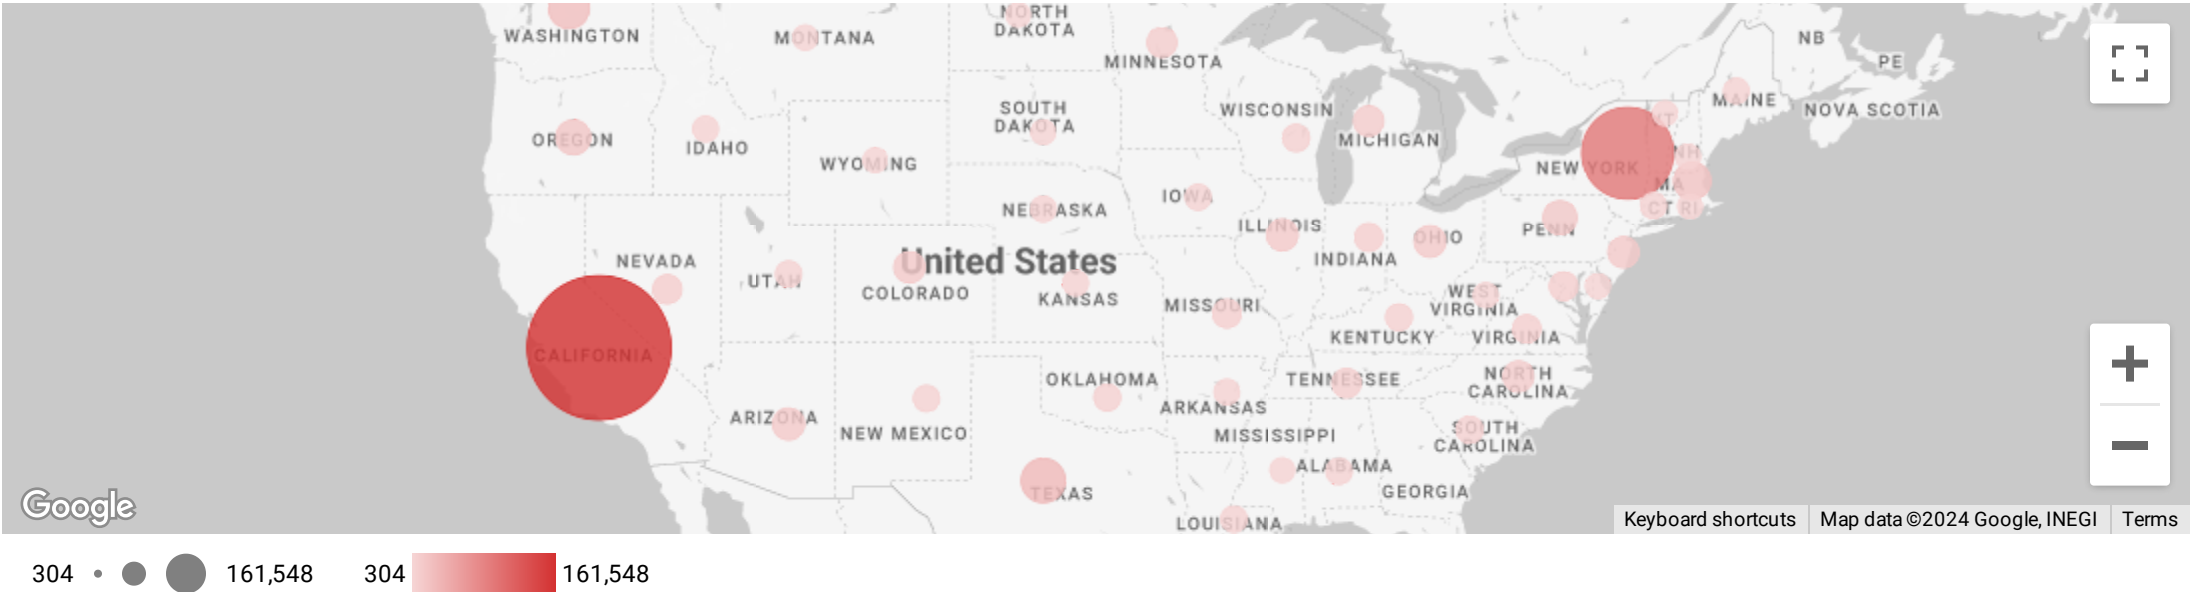 WASHINGTON
MONTANA
NORTH
DAKOTA
MINNESOTA
NB
PE
OREGON
IDAHO
WYOMING
SOUTH
DAKOTA
WISCONSIN
MICHIGAN
VT
MAINE
NOVA SCOTIA
NEW YORK
NH
MA
CT RI
NEBRASKA
IOWA
ILLINOIS
INDIANA
OHIO
PENN
NEVADA
UTAH
United States
COLORADO
KANSAS
MISSOURI
WEST
VIRGINIA
KENTUCKY
VIRGINIA
CALIFORNIA
ARIZONA
NEW MEXICO
OKLAHOMA
ARKANSAS
TENNESSEE
NORTH
CAROLINA
MISSISSIPPI
SOUTH
CAROLINA
ALABAMA
GEORGIA
TEXAS
LOUISIANA
Google
Keyboard shortcuts
Map data ©2024 Google, INEGI
Terms
304
161,548
304
161,548